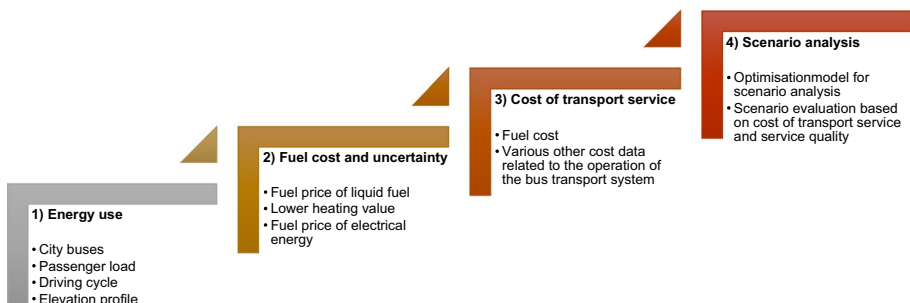 1) Energy use
• City buses
• Passenger load
• Driving cycle
• Elevation profile
2) Fuel cost and uncertainty
• Fuel price of liquid fuel
• Lower heating value
• Fuel price of electrical
energy
3) Cost of transport service
• Fuel cost
• Various other cost data
related to the operation of
the bus transport system
4) Scenario analysis
• Optimisationmodel for
scenario analysis
• Scenario evaluation based
on cost of transport service
and service quality